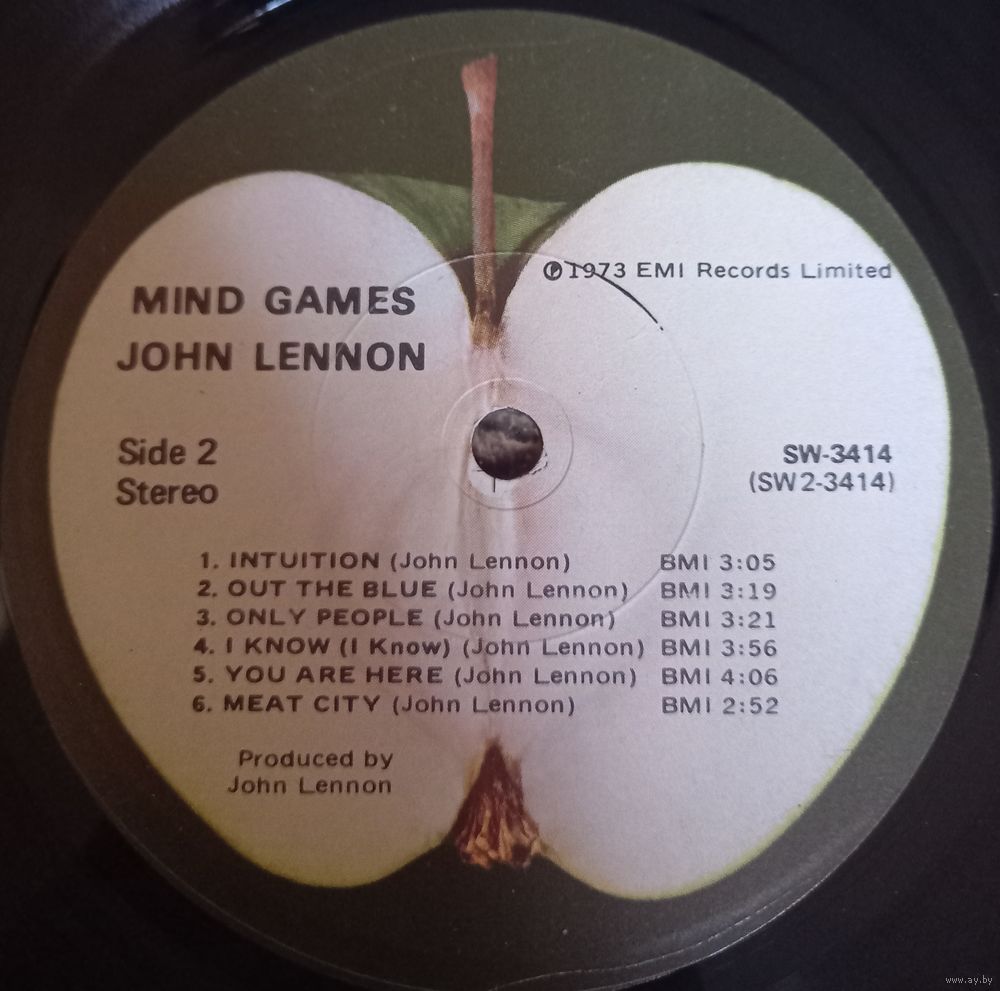 ℗1973 EMI Records Limited
MIND GAMES
JOHN LENNON
Side 2
Stereo
SW-3414
(SW2-3414)
1. INTUITION (John Lennon) BMI 3:05
2. OUT THE BLUE (John Lennon) BMI 3:19
3. ONLY PEOPLE (John Lennon) BMI 3:21
4. I KNOW (I Know) (John Lennon) BMI 3:56
5. YOU ARE HERE (John Lennon) BMI 4:06
6. MEAT CITY (John Lennon) BMI 2:52
Produced by
John Lennon
www.ay.by